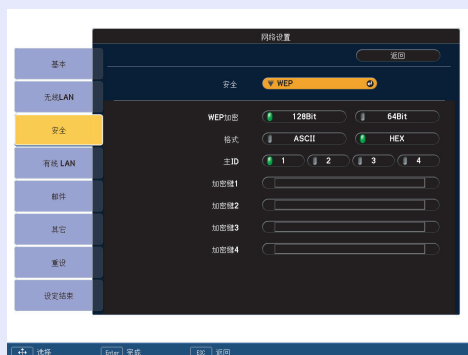 网络设置
返回
基本
无线LAN
安全
有线 LAN
邮件
其它
重设
设定结束
安全 WEP
WEP加密 128Bit 64Bit
格式 ASCII HEX
主ID 1 2 3 4
加密键1
加密键2
加密键3
加密键4
选择 Enter 完成 ESC 返回